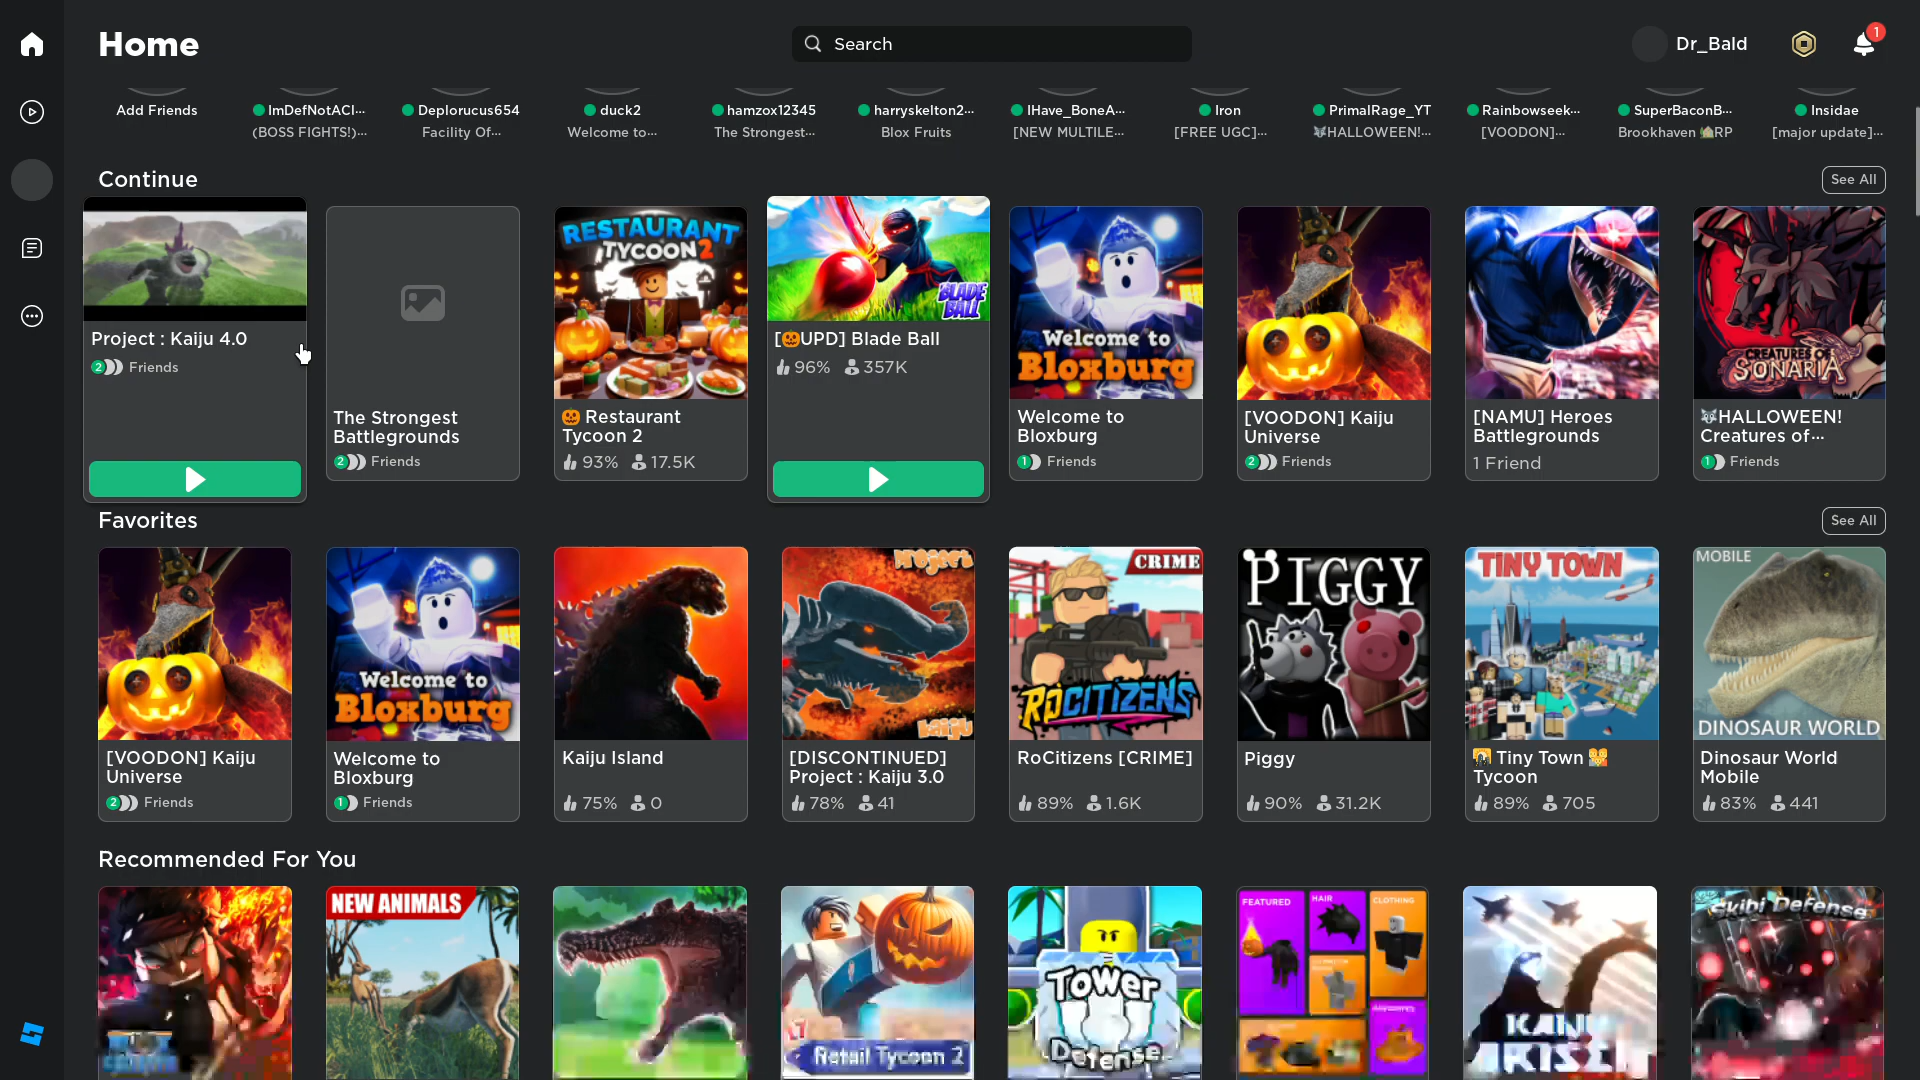 Home
Search
Dr_Bald
1
Add Friends
ImDefNotACI...
Deplorucus654
duck2
hamzox12345
harryskelton2...
IHave_BoneA...
Iron
PrimalRage_YT
Rainbowseek...
SuperBaconB...
Insidae
(BOSS FIGHTS!)...
Facility Of...
Welcome to...
The Strongest...
Blox Fruits
[NEW MULTILE...
[FREE UGC]...
🐺HALLOWEEN!...
[VOODON]...
Brookhaven 🏡RP
[major update]...
Continue
See All
Project : Kaiju 4.0
2 Friends
The Strongest
Battlegrounds
2 Friends
RESTAURANT
TYCOON 2
🎃 Restaurant
Tycoon 2
93% 17.5K
BLADE
BALL
[🎃UPD] Blade Ball
96% 357K
Welcome to
Bloxburg
Welcome to
Bloxburg
1 Friends
[VOODON] Kaiju
Universe
2 Friends
[NAMU] Heroes
Battlegrounds
1 Friend
CREATURES OF
SONARIA
🐺HALLOWEEN!
Creatures of...
1 Friends
Favorites
See All
[VOODON] Kaiju
Universe
2 Friends
Welcome to
Bloxburg
Welcome to
Bloxburg
1 Friends
Kaiju Island
75% 0
Project
Kaiju
[DISCONTINUED]
Project : Kaiju 3.0
78% 41
CRIME
ROCITIZENS
RoCitizens [CRIME]
89% 1.6K
PIGGY
Piggy
90% 31.2K
TINY TOWN
Tiny Town
Tycoon
89% 705
MOBILE
DINOSAUR WORLD
Dinosaur World
Mobile
83% 441
Recommended For You
NEW ANIMALS
Retail Tycoon 2
Tower
Defense
FEATURED
HAIR
CLOTHING
ARISEN
Skibi Defense